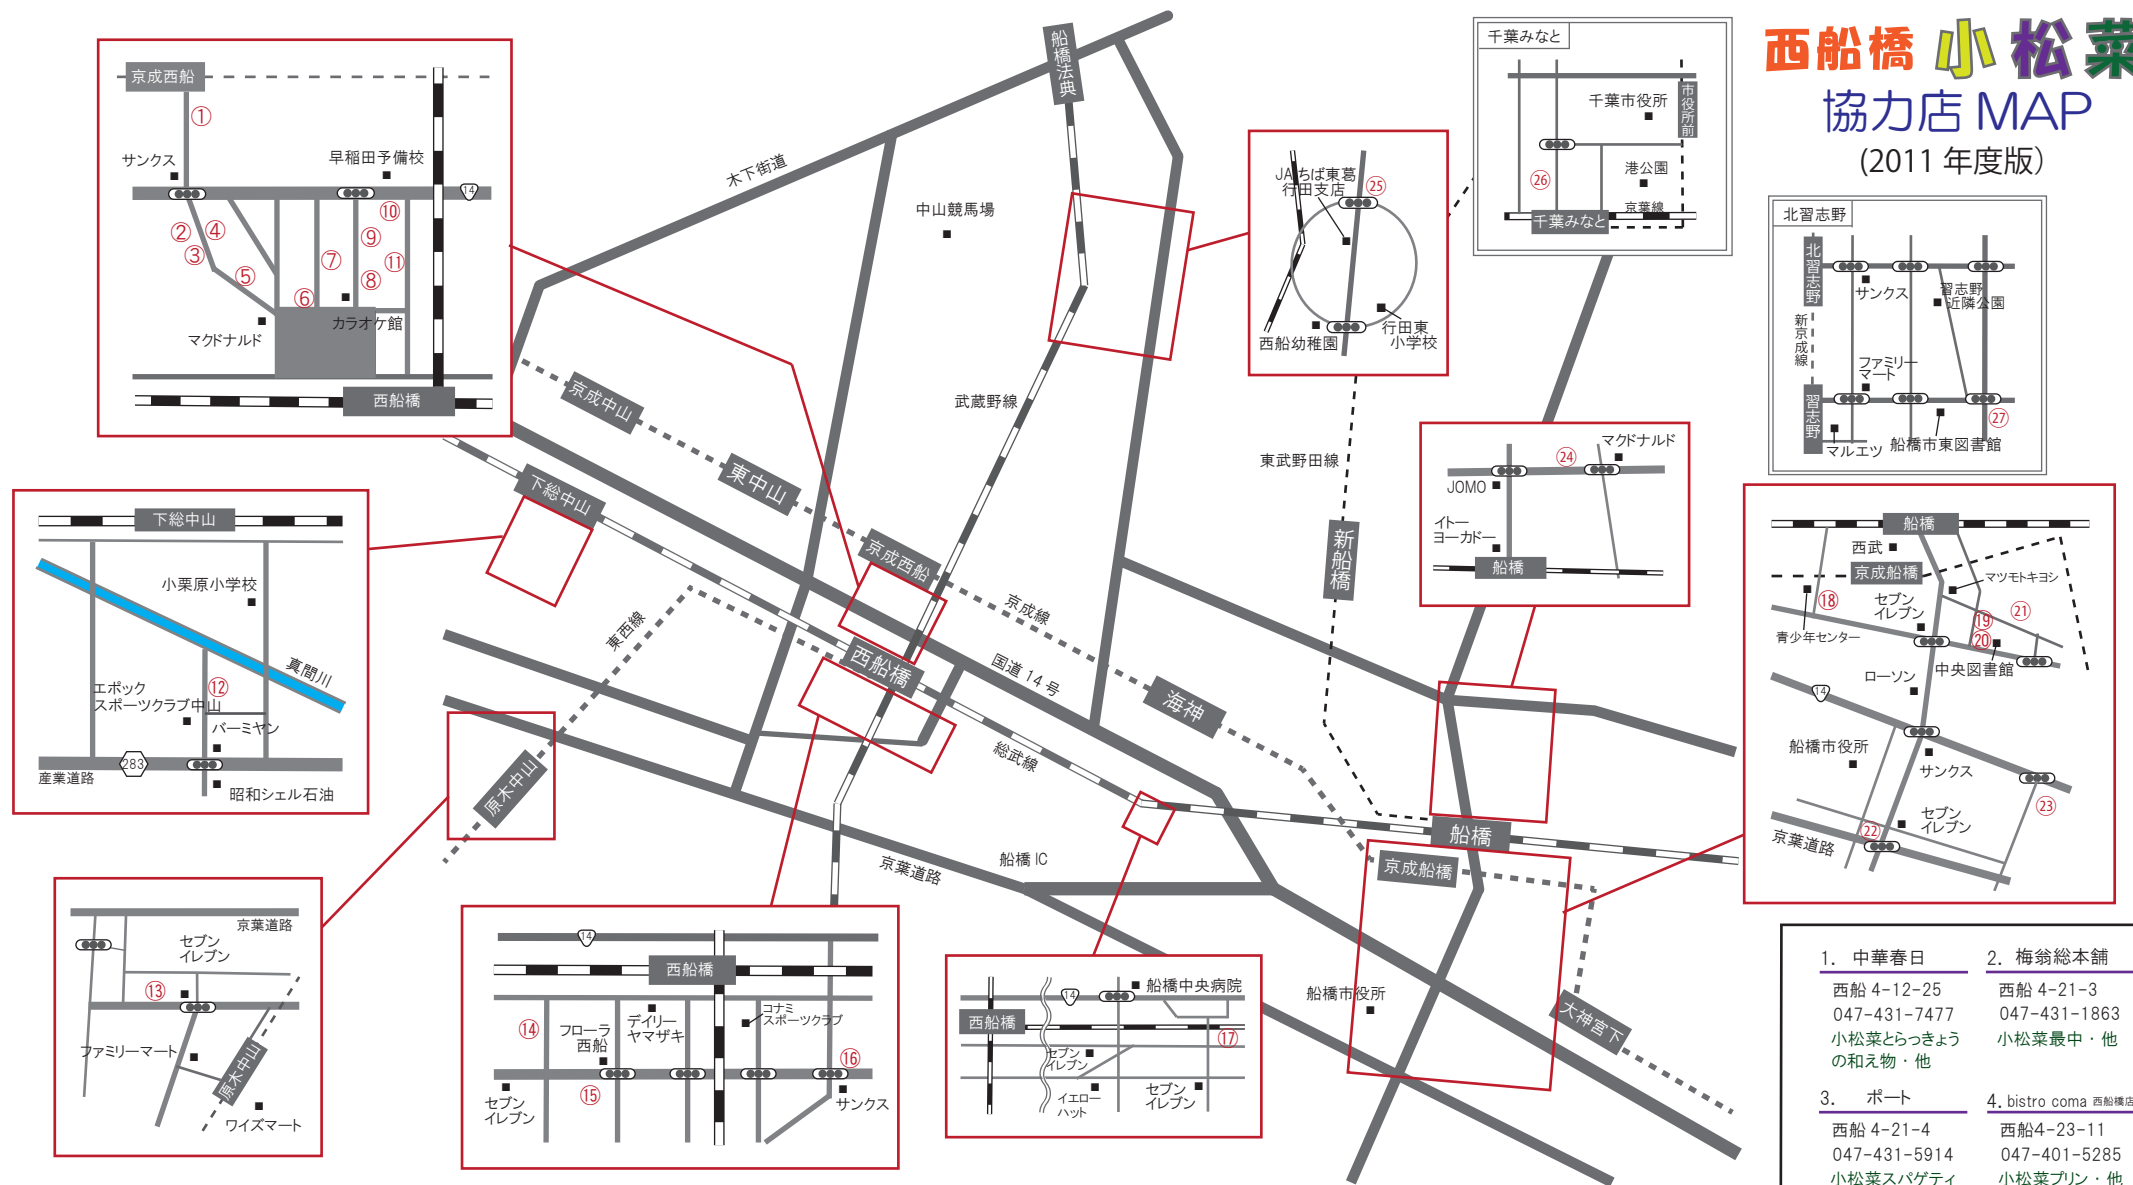 西船橋 小松菜
協力店 MAP
(2011 年度版)
京成西船
①
サンクス
早稲田予備校
14
②
③
④
⑤
⑥
⑦
⑧
⑨
⑩
⑪
マクドナルド
カラオケ館
西船橋
船橋法典
木下街道
中山競馬場
武蔵野線
京成中山
東中山
下総中山
京成西船
京成線
東西線
西船橋
国道 14 号
総武線
海神
東武野田線
新船橋
船橋
京成船橋
大神宮下
船橋市役所
船橋 IC
京葉道路
原木中山
千葉みなと
千葉市役所
市役所前
港公園
京葉線
千葉みなと
㉖
JA ちば東葛
行田支店
㉕
西船幼稚園
行田東
小学校
北習志野
北習志野
サンクス
習志野
近隣公園
新京成線
ファミリー
マート
習志野
マルエツ
船橋市東図書館
㉗
マクドナルド
㉔
JOMO
イトー
ヨーカドー
船橋
船橋
西武
京成船橋
マツモトキヨシ
⑱
セブン
イレブン
⑲
⑳
㉑
青少年センター
中央図書館
ローソン
14
船橋市役所
サンクス
㉓
セブン
イレブン
㉒
京葉道路
下総中山
小栗原小学校
真間川
⑫
エポック
スポーツクラブ中山
バーミヤン
283
産業道路
昭和シェル石油
京葉道路
セブン
イレブン
⑬
ファミリーマート
原木中山
ワイズマート
14
西船橋
⑭
フローラ
西船
デイリー
ヤマザキ
コナミ
スポーツクラブ
⑯
⑮
セブン
イレブン
サンクス
船橋中央病院
14
西船橋
⑰
セブン
イレブン
イエロー
ハット
セブン
イレブン
1. 中華春日
西船 4-12-25
047-431-7477
小松菜とらっきょう
の和え物・他
2. 梅翁総本舗
西船 4-21-3
047-431-1863
小松菜最中・他
3. ポート
西船 4-21-4
047-431-5914
小松菜スパゲティ
4. bistro coma 西船橋店
西船4-23-11
047-401-5285
小松菜プリン・他